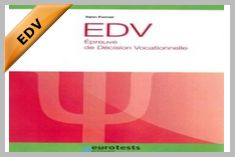 EDV
EDV
Épreuve
de Décision Vocationnelle
eurotests